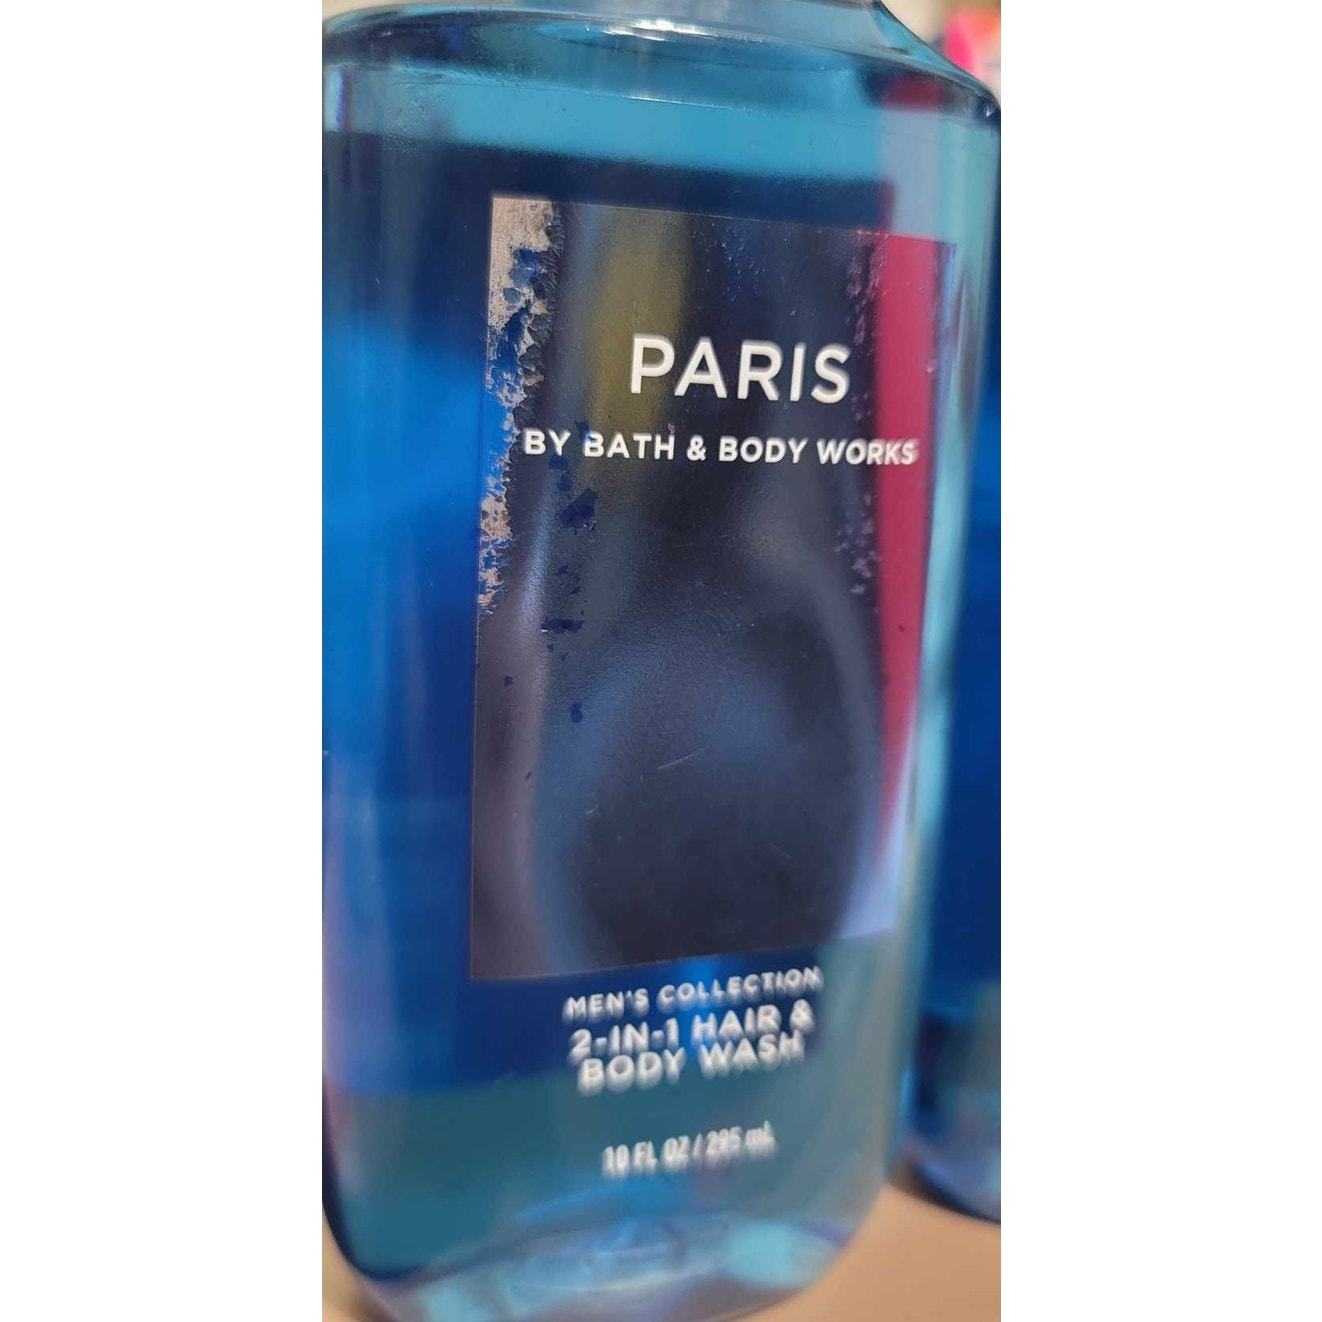 PARIS
BY BATH & BODY WORKS
MEN'S COLLECTION
2-IN-1 HAIR &
BODY WASH
10 FL OZ / 295 mL